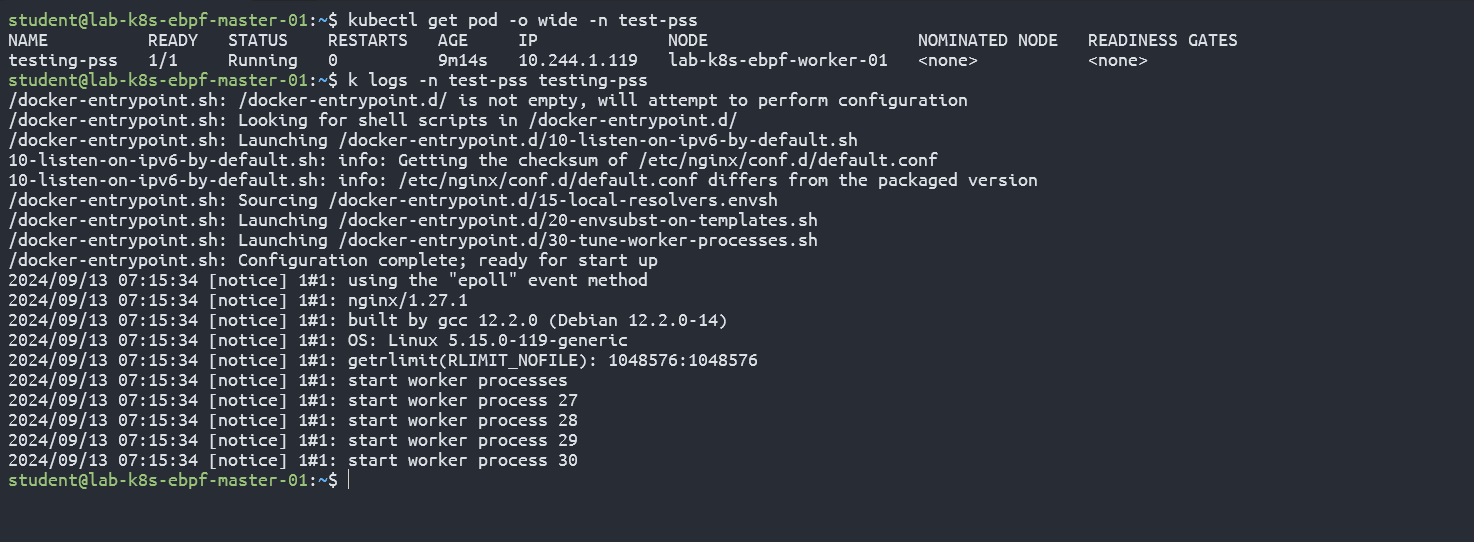 student@lab-k8s-ebpf-master-01:~$ kubectl get pod -o wide -n test-pss
NAME          READY   STATUS    RESTARTS   AGE     IP             NODE                     NOMINATED NODE   READINESS GATES
testing-pss   1/1     Running   0          9m14s   10.244.1.119   lab-k8s-ebpf-worker-01   <none>           <none>
student@lab-k8s-ebpf-master-01:~$ k logs -n test-pss testing-pss
/docker-entrypoint.sh: /docker-entrypoint.d/ is not empty, will attempt to perform configuration
/docker-entrypoint.sh: Looking for shell scripts in /docker-entrypoint.d/
/docker-entrypoint.sh: Launching /docker-entrypoint.d/10-listen-on-ipv6-by-default.sh
10-listen-on-ipv6-by-default.sh: info: Getting the checksum of /etc/nginx/conf.d/default.conf
10-listen-on-ipv6-by-default.sh: info: /etc/nginx/conf.d/default.conf differs from the packaged version
/docker-entrypoint.sh: Sourcing /docker-entrypoint.d/15-local-resolvers.envsh
/docker-entrypoint.sh: Launching /docker-entrypoint.d/20-envsubst-on-templates.sh
/docker-entrypoint.sh: Launching /docker-entrypoint.d/30-tune-worker-processes.sh
/docker-entrypoint.sh: Configuration complete; ready for start up
2024/09/13 07:15:34 [notice] 1#1: using the "epoll" event method
2024/09/13 07:15:34 [notice] 1#1: nginx/1.27.1
2024/09/13 07:15:34 [notice] 1#1: built by gcc 12.2.0 (Debian 12.2.0-14)
2024/09/13 07:15:34 [notice] 1#1: OS: Linux 5.15.0-119-generic
2024/09/13 07:15:34 [notice] 1#1: getrlimit(RLIMIT_NOFILE): 1048576:1048576
2024/09/13 07:15:34 [notice] 1#1: start worker processes
2024/09/13 07:15:34 [notice] 1#1: start worker process 27
2024/09/13 07:15:34 [notice] 1#1: start worker process 28
2024/09/13 07:15:34 [notice] 1#1: start worker process 29
2024/09/13 07:15:34 [notice] 1#1: start worker process 30
student@lab-k8s-ebpf-master-01:~$